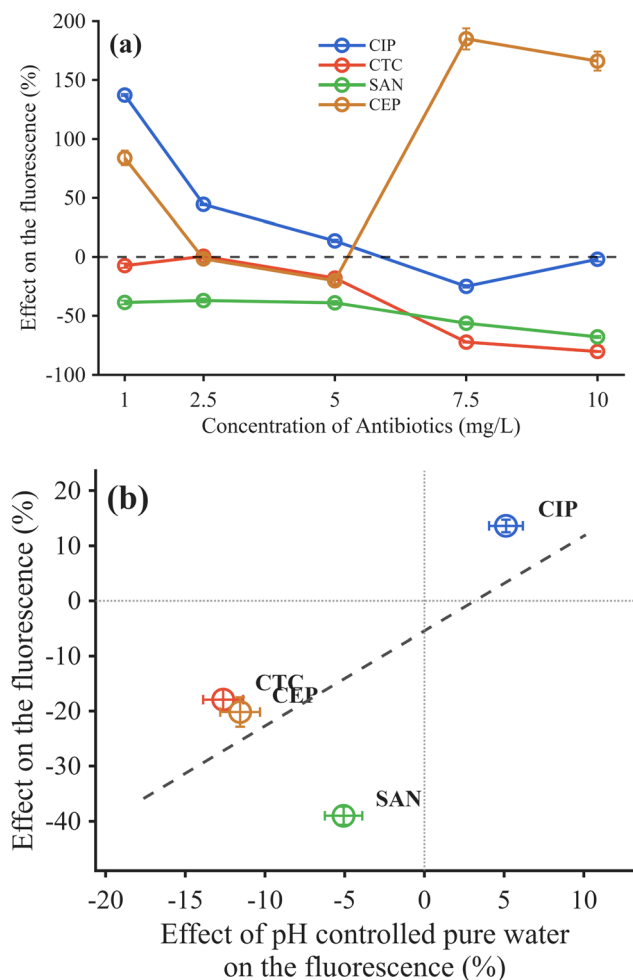 (a)
CIP
CTC
SAN
CEP
200
150
100
50
0
-50
-100
Effect on the fluorescence (%)
1 2.5 5 7.5 10
Concentration of Antibiotics (mg/L)
(b)
CIP
CTC
CEP
SAN
20
10
0
-10
-20
-30
-40
Effect on the fluorescence (%)
-20 -15 -10 -5 0 5 10
Effect of pH controlled pure water
on the fluorescence (%)